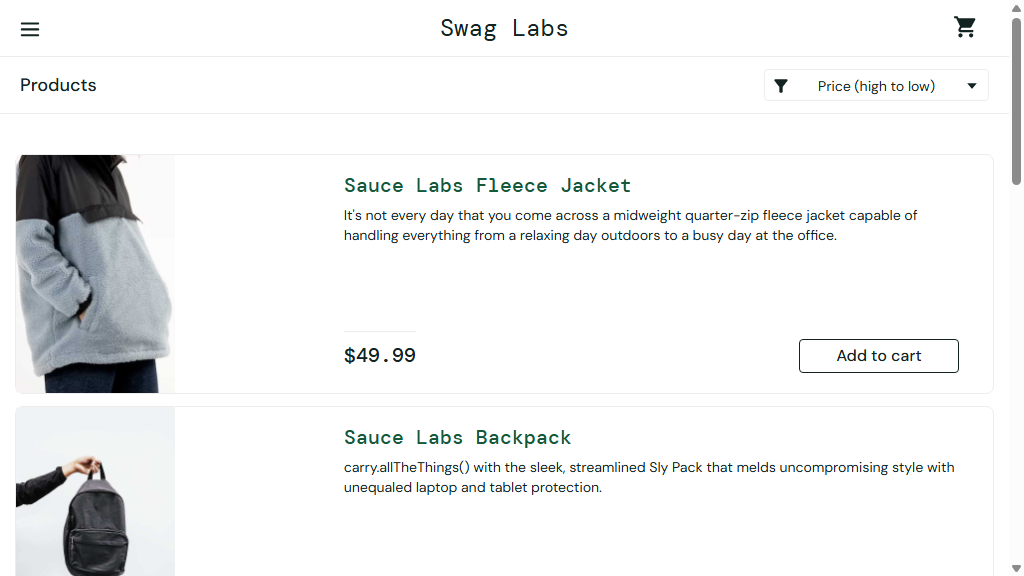 Swag Labs
Products
Price (high to low)
Sauce Labs Fleece Jacket
It's not every day that you come across a midweight quarter-zip fleece jacket capable of
handling everything from a relaxing day outdoors to a busy day at the office.
$49.99
Add to cart
Sauce Labs Backpack
carry.allTheThings() with the sleek, streamlined Sly Pack that melds uncompromising style with
unequaled laptop and tablet protection.